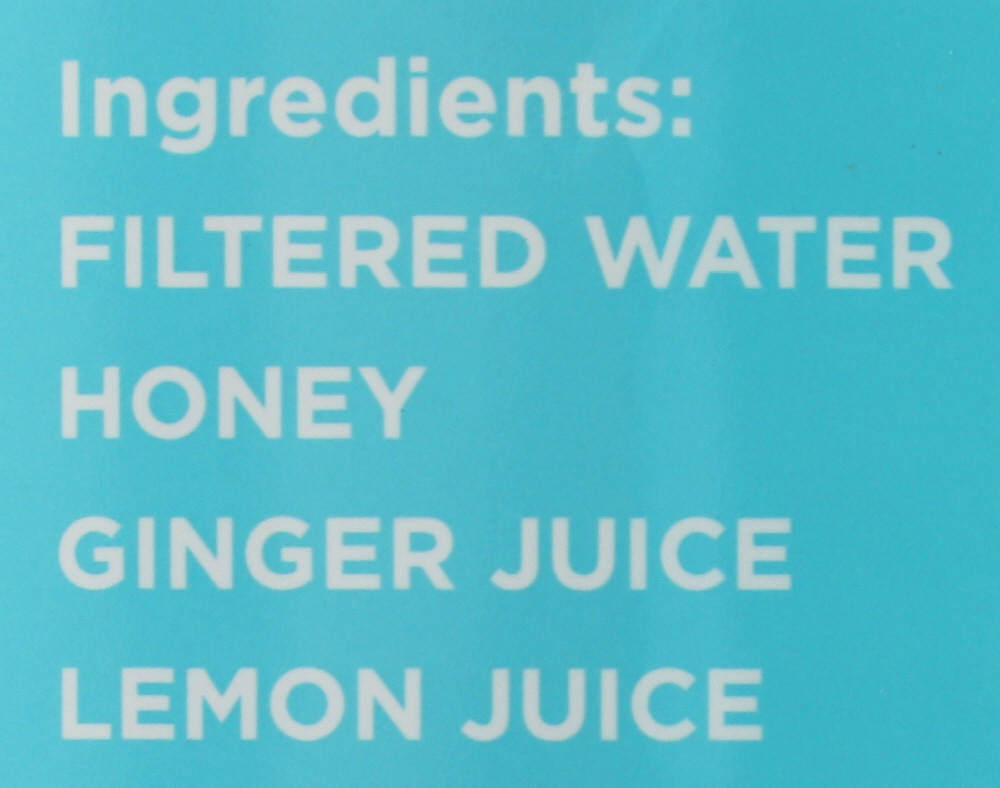 Ingredients:
FILTERED WATER
HONEY
GINGER JUICE
LEMON JUICE